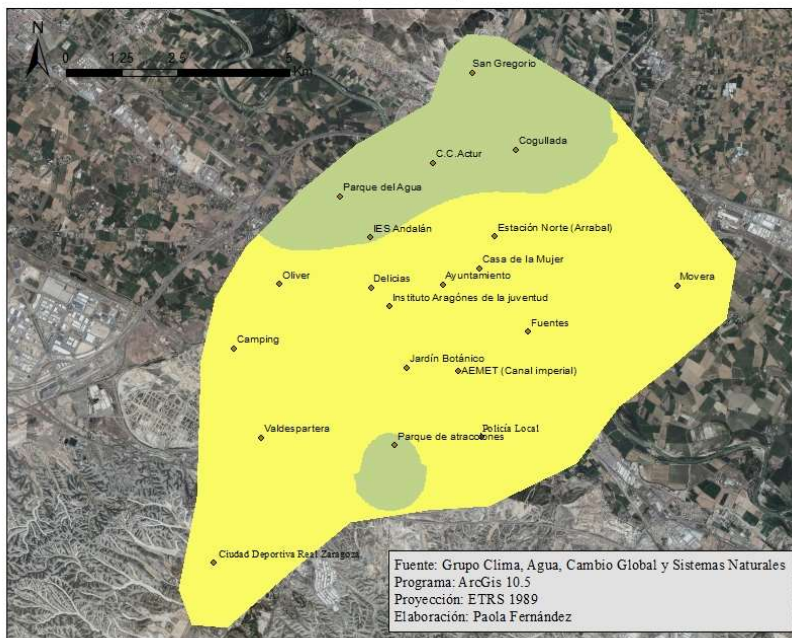 N
0 1.25 2.5 5
Km
San Gregorio
Cogullada
C.C.Actur
Parque del Agua
IES Andalán
Estación Norte (Arrabal)
Casa de la Mujer
Oliver
Delicias
Ayuntamiento
Movera
Instituto Aragónes de la juventud
Fuentes
Camping
Jardín Botánico
AEMET (Canal imperial)
Valdespartera
Parque de atracciones
Policía Local
Ciudad Deportiva Real Zaragoza
Fuente: Grupo Clima, Agua, Cambio Global y Sistemas Naturales
Programa: ArcGis 10.5
Proyección: ETRS 1989
Elaboración: Paola Fernández